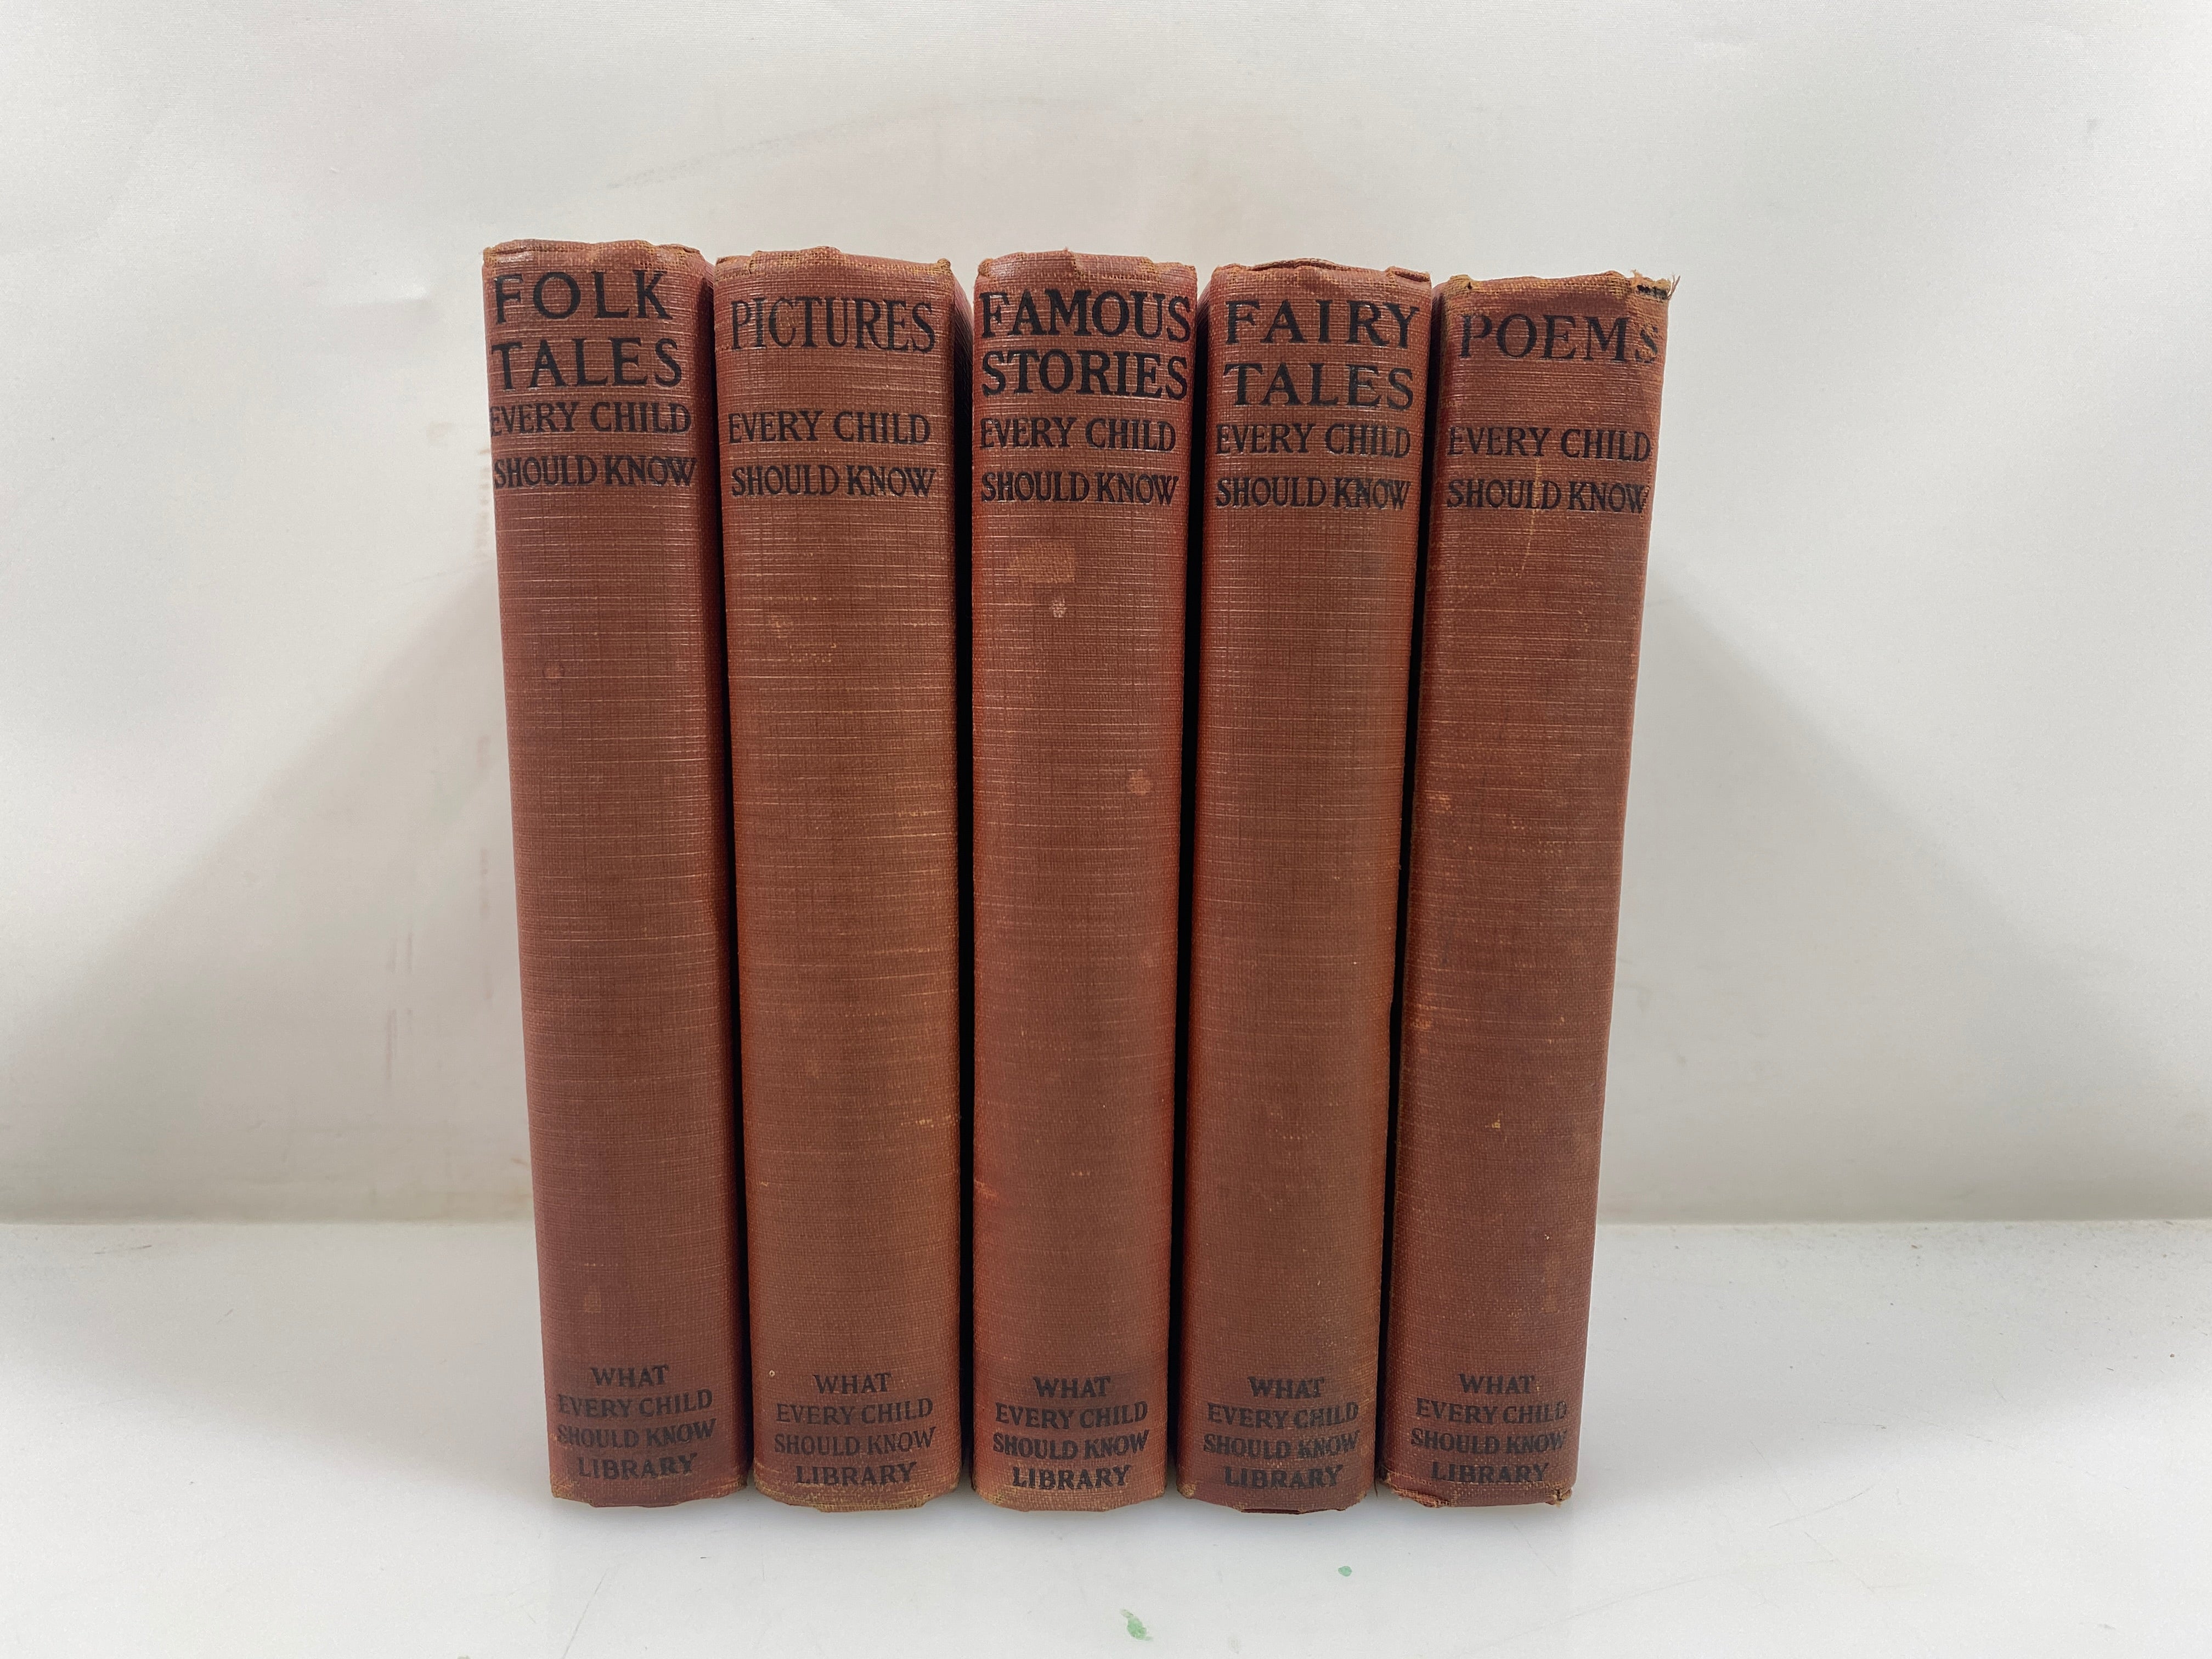 FOLK
TALES
EVERY CHILD
SHOULD KNOW
WHAT
EVERY CHILD
SHOULD KNOW
LIBRARY
PICTURES
EVERY CHILD
SHOULD KNOW
WHAT
EVERY CHILD
SHOULD KNOW
LIBRARY
FAMOUS
STORIES
EVERY CHILD
SHOULD KNOW
WHAT
EVERY CHILD
SHOULD KNOW
LIBRARY
FAIRY
TALES
EVERY CHILD
SHOULD KNOW
WHAT
EVERY CHILD
SHOULD KNOW
LIBRARY
POEMS
EVERY CHILD
SHOULD KNOW
WHAT
EVERY CHILD
SHOULD KNOW
LIBRARY